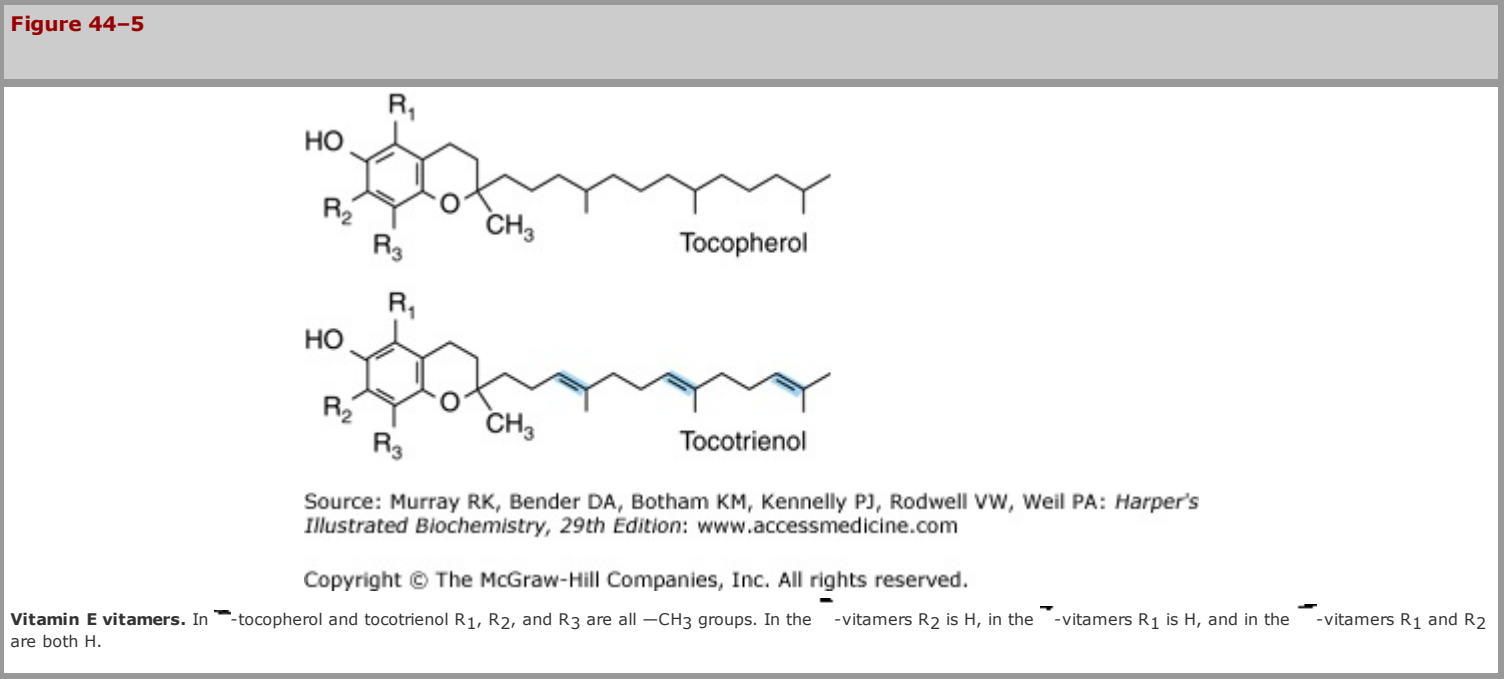 Figure 44–5
R1
HO
R2
O
CH3
R3
Tocopherol
R1
HO
R2
O
CH3
R3
Tocotrienol
Source: Murray RK, Bender DA, Botham KM, Kennelly PJ, Rodwell VW, Weil PA: Harper's
Illustrated Biochemistry, 29th Edition: www.accessmedicine.com
Copyright © The McGraw-Hill Companies, Inc. All rights reserved.
Vitamin E vitamers. In -tocopherol and tocotrienol R1, R2, and R3 are all —CH3 groups. In the -vitamers R2 is H, in the -vitamers R1 is H, and in the -vitamers R1 and R2
are both H.